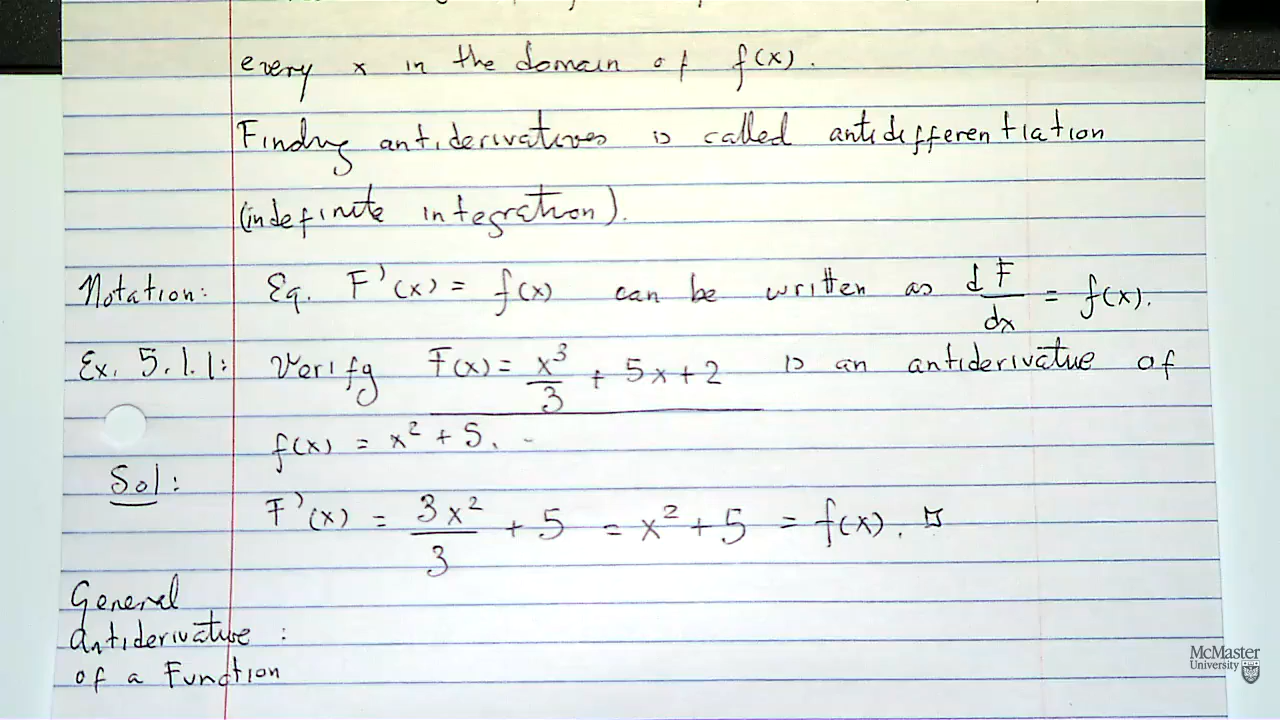 every x in the domain of f(x).
Finding antiderivatives is called antidifferentiation
(indefinite integration).
Notation: Eq. F'(x) = f(x) can be written as dF/dx = f(x).
Ex. 5.1.1: Verify F(x) = x³/3 + 5x + 2 is an antiderivative of
f(x) = x² + 5.
Sol:
F'(x) = 3x²/3 + 5 = x² + 5 = f(x).
General
antiderivative :
of a Function
McMaster
University